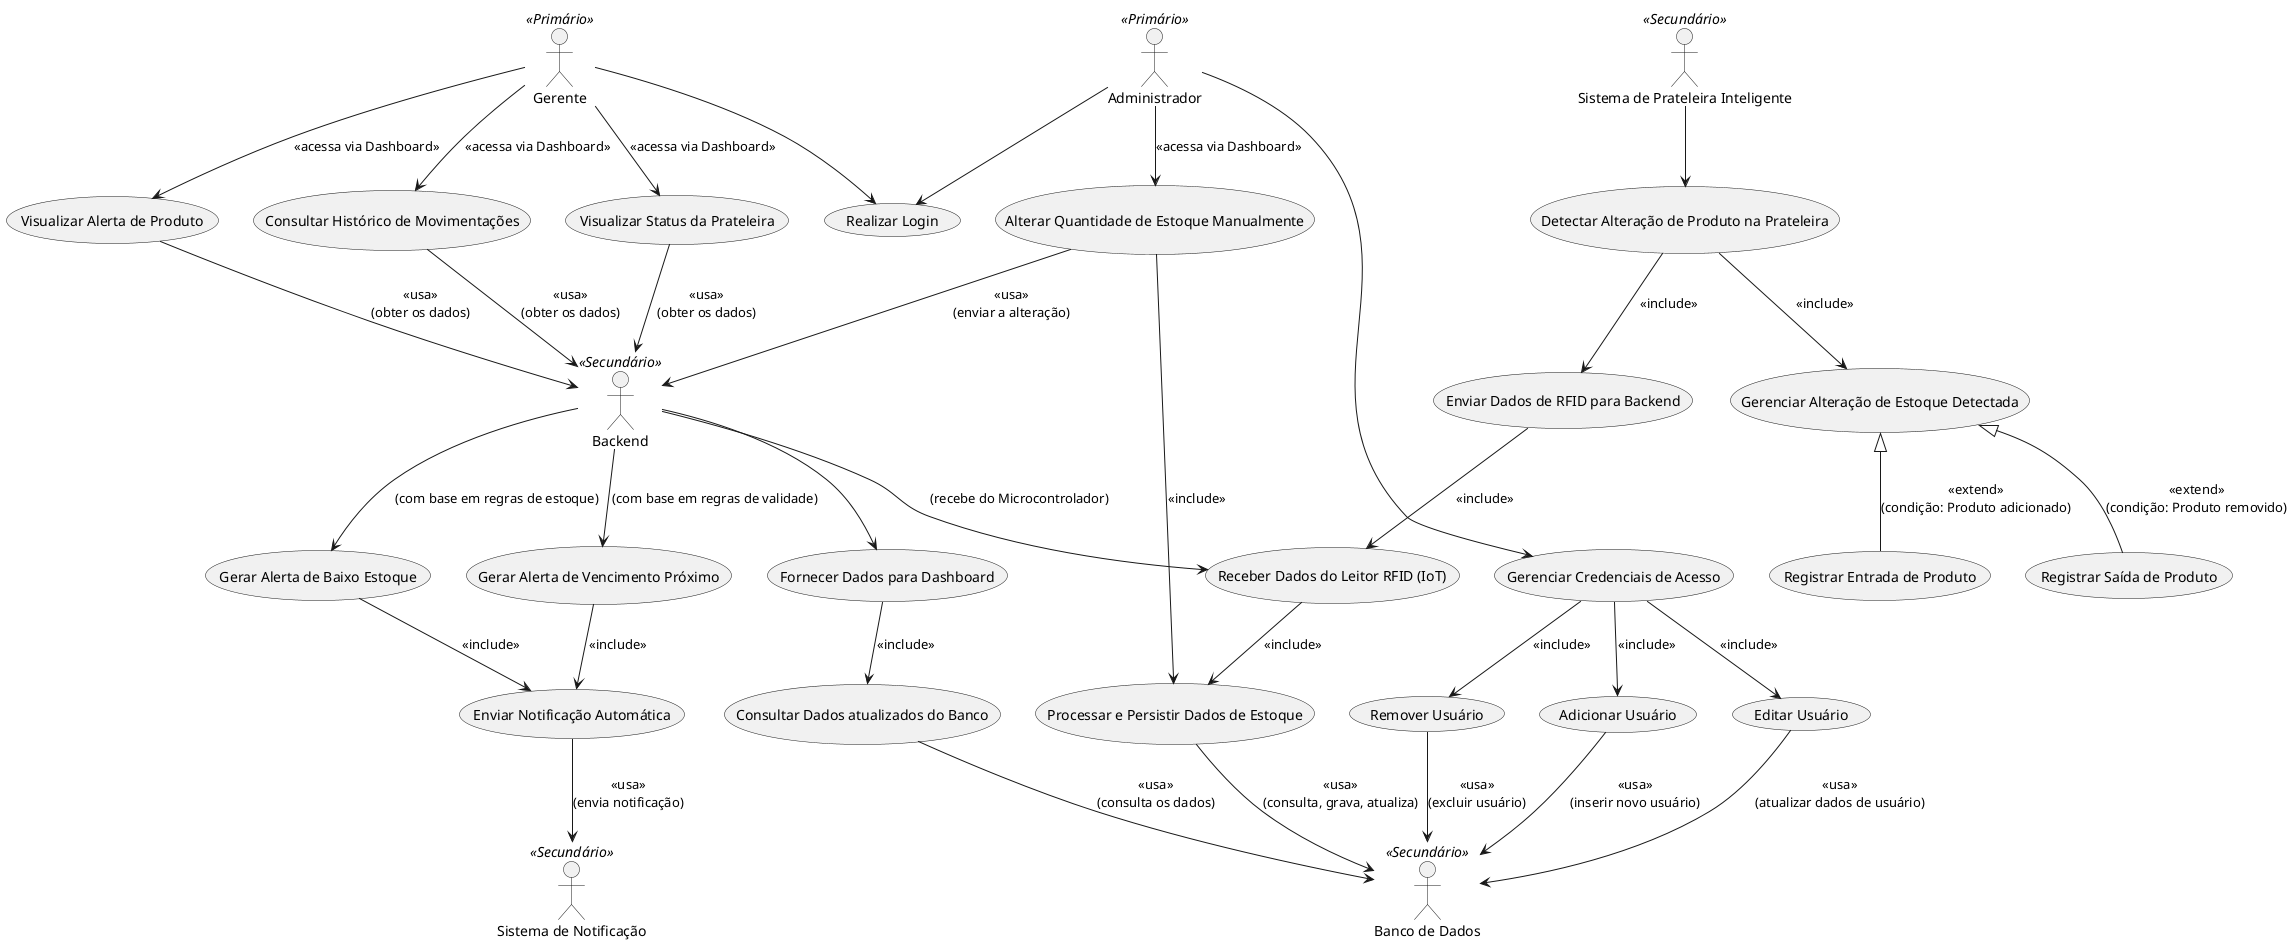 «Primário»
«Primário»
«Secundário»
Gerente
Administrador
Sistema de Prateleira Inteligente
«acessa via Dashboard»
«acessa via Dashboard»
«acessa via Dashboard»
«acessa via Dashboard»
Visualizar Alerta de Produto
Consultar Histórico de Movimentações
Visualizar Status da Prateleira
Realizar Login
Alterar Quantidade de Estoque Manualmente
Detectar Alteração de Produto na Prateleira
«usa»
(obter os dados)
«usa»
(obter os dados)
«usa»
(obter os dados)
«usa»
(enviar a alteração)
«include»
«include»
«Secundário»
Backend
Enviar Dados de RFID para Backend
Gerenciar Alteração de Estoque Detectada
(com base em regras de estoque)
(com base em regras de validade)
(recebe do Microcontrolador)
«include»
«include»
«extend»
(condição: Produto adicionado)
«extend»
(condição: Produto removido)
Gerar Alerta de Baixo Estoque
Gerar Alerta de Vencimento Próximo
Fornecer Dados para Dashboard
Receber Dados do Leitor RFID (IoT)
Gerenciar Credenciais de Acesso
Registrar Entrada de Produto
Registrar Saída de Produto
«include»
«include»
«include»
«include»
«include»
«include»
«include»
Enviar Notificação Automática
Consultar Dados atualizados do Banco
Processar e Persistir Dados de Estoque
Remover Usuário
Adicionar Usuário
Editar Usuário
«usa»
(envia notificação)
«usa»
(consulta os dados)
«usa»
(consulta, grava, atualiza)
«usa»
(excluir usuário)
«usa»
(inserir novo usuário)
«usa»
(atualizar dados de usuário)
«Secundário»
Sistema de Notificação
«Secundário»
Banco de Dados